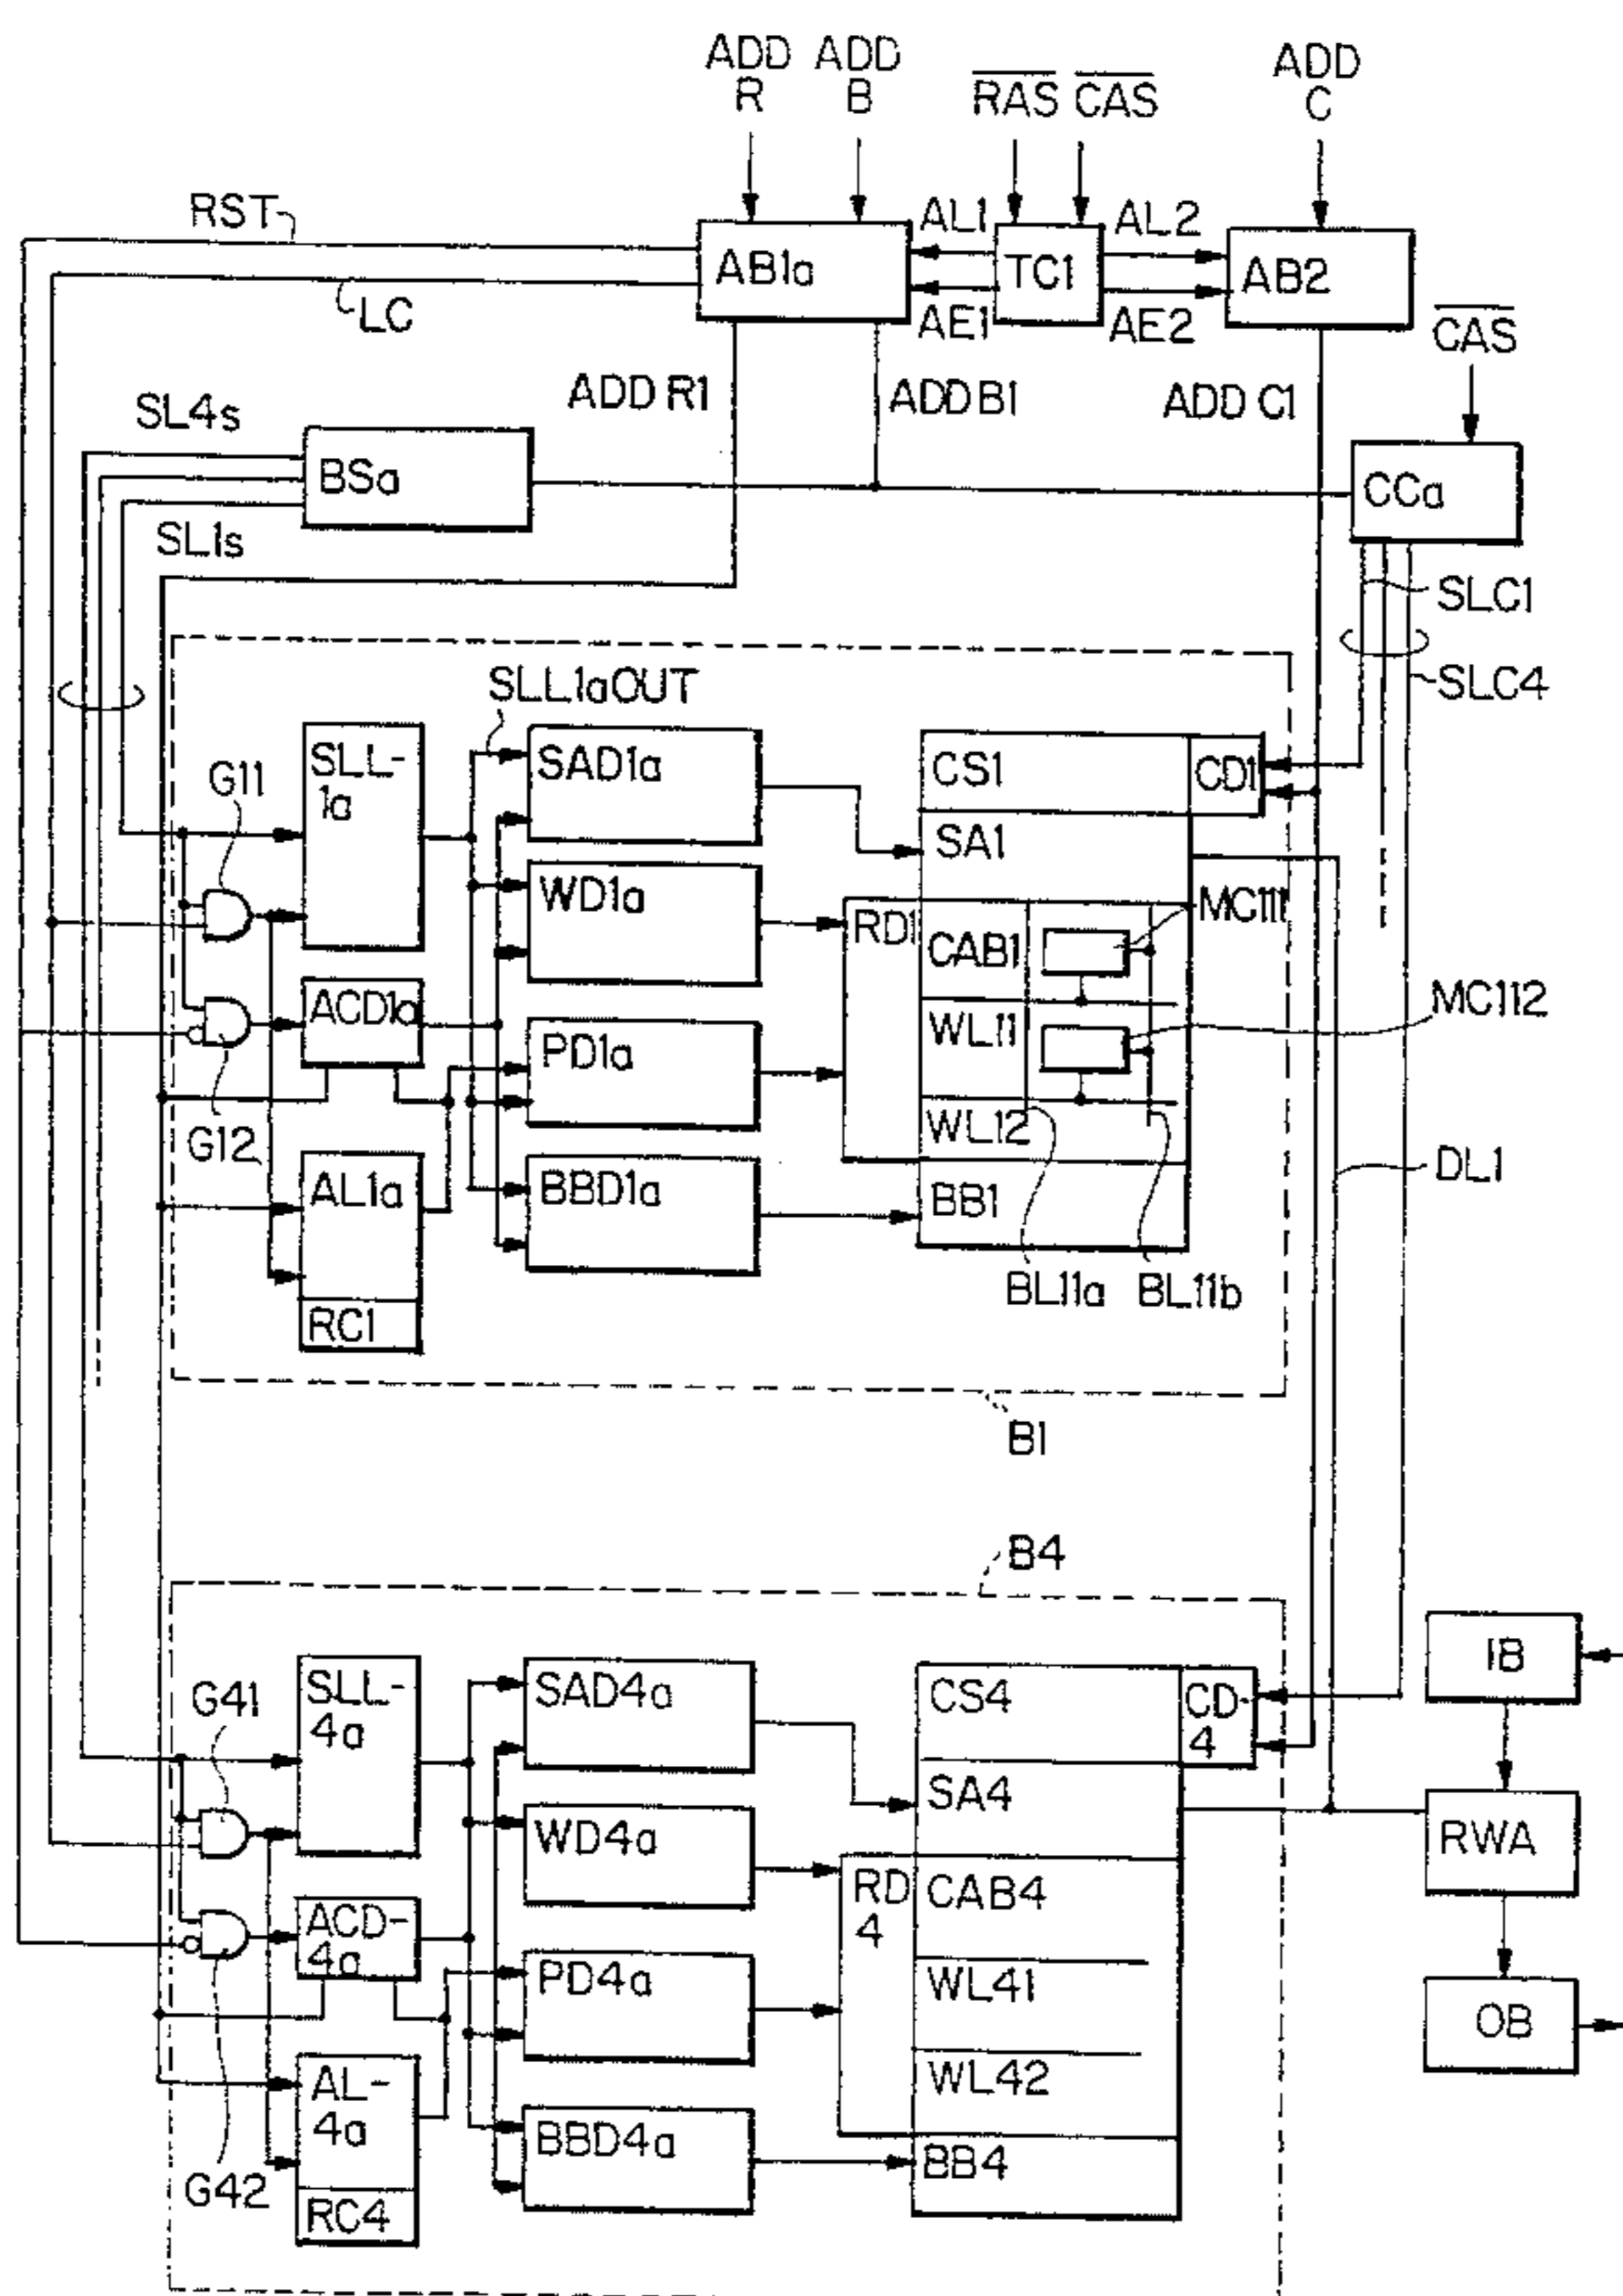 ADD R
ADD B
RAS
CAS
ADD C
RST
LC
AB1a
AL1
AE1
TC1
AL2
AE2
AB2
CAS
ADD R1
ADD B1
ADD C1
SL4s
SL1s
BSa
CCa
SLC1
SLC4
SLL1aOUT
G11
SLL-
1a
SAD1a
CS1
CD1
SA1
WD1a
RD1
CAB1
MC111
ACD1a
PD1a
WL11
MC112
G12
WL12
AL1a
BBD1a
BB1
DL1
RC1
BL11a
BL11b
B1
B4
G41
SLL-
4a
SAD4a
CS4
CD-
4
IB
SA4
WD4a
RWA
RD
4
CAB4
ACD-
4a
PD4a
WL41
OB
AL-
4a
WL42
G42
BBD4a
BB4
RC4